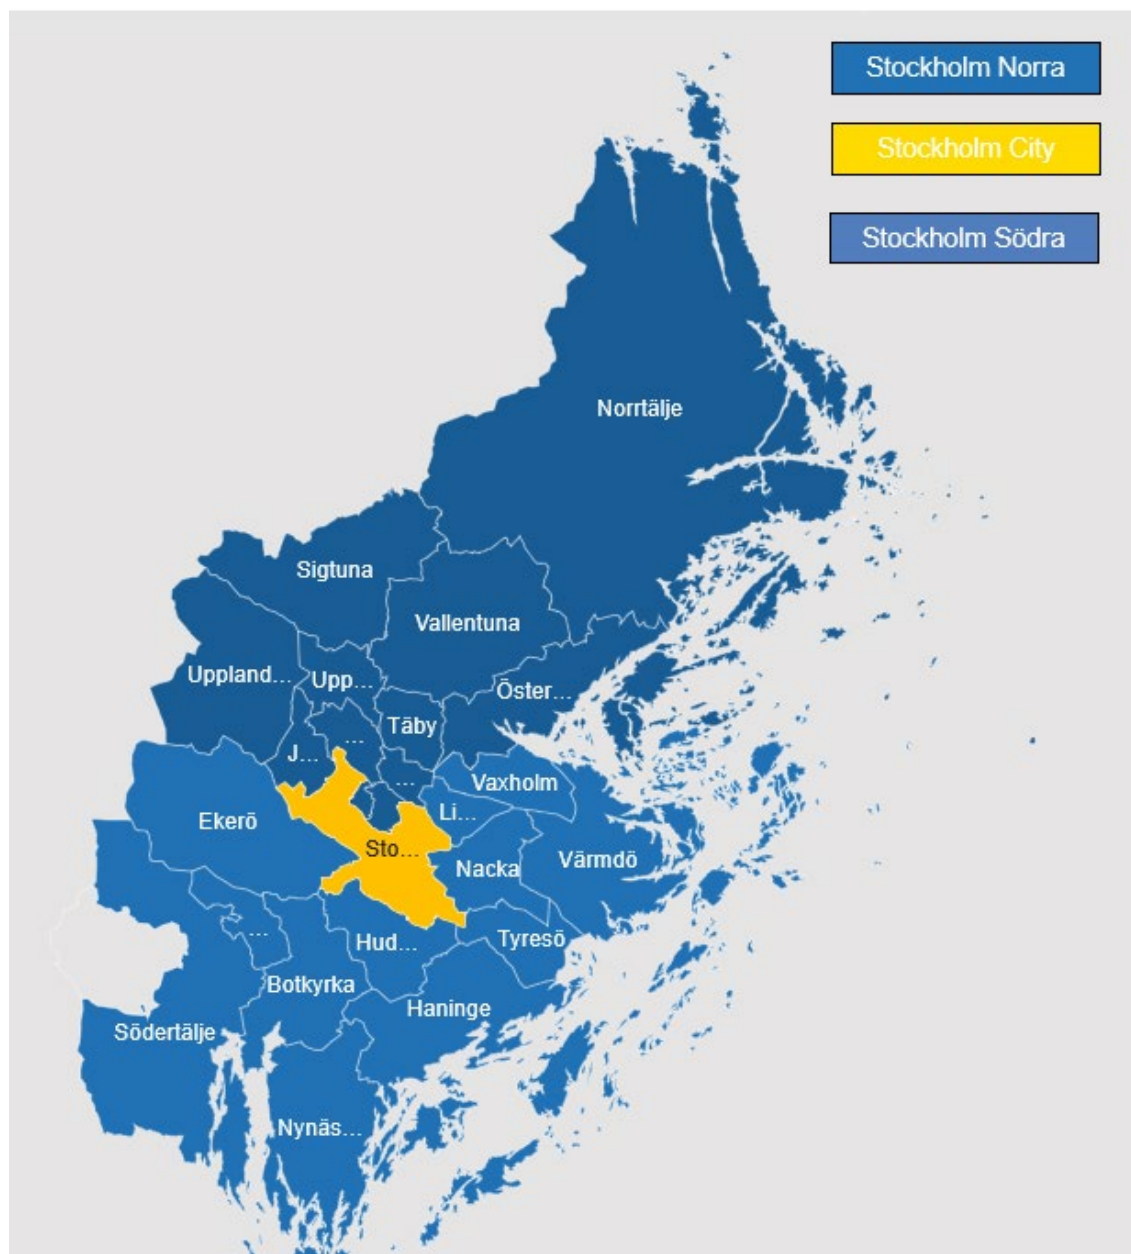 Stockholm Norra
Stockholm City
Stockholm Södra
Norrtälje
Sigtuna
Vallentuna
Uppland...
Upp...
Öster...
Täby
...
J...
...
Vaxholm
Li...
Ekerö
Sto...
Nacka
Värmdö
...
Hud...
Tyresö
Botkyrka
Haninge
Södertälje
Nynäs...